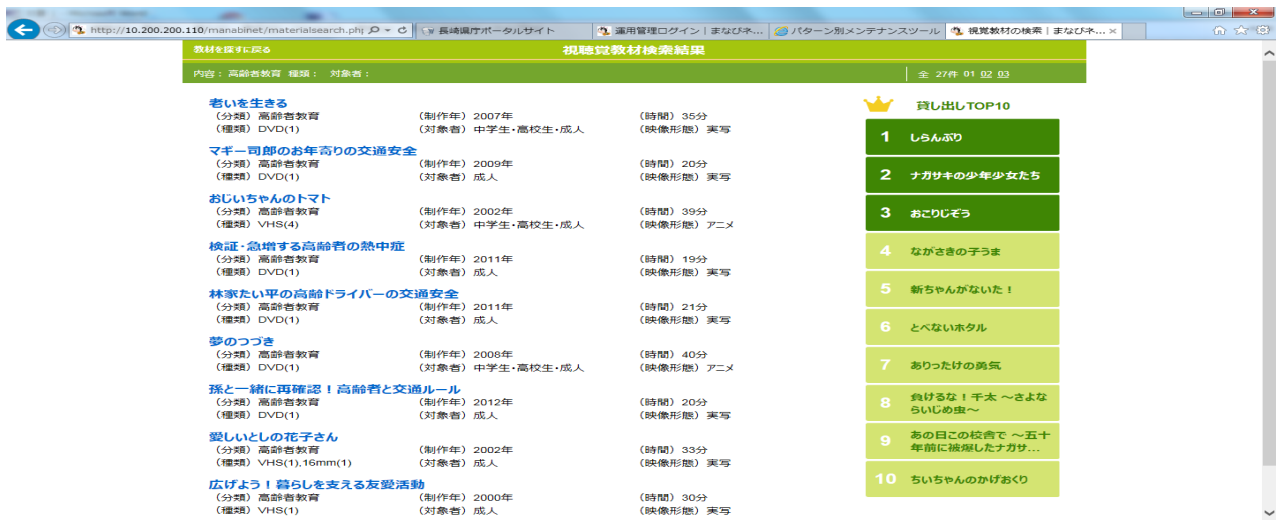 http://10.200.200.110/manabinet/materialsearch.ph
長崎県庁ポータルサイト
運用管理ログイン | まなびネ...
パターン別メンテナンスツール
視覚教材の検索 | まなびネ...
教材を探すに戻る
視聴覚教材検索結果
内容：高齢者教育 種類： 対象者：
全 27件 01 02 03
老いを生きる
（分類）高齢者教育 （制作年）2007年 （時間）35分
（種類）DVD(1) （対象者）中学生・高校生・成人 （映像形態）実写
マギー司郎のお年寄りの交通安全
（分類）高齢者教育 （制作年）2009年 （時間）20分
（種類）DVD(1) （対象者）成人 （映像形態）実写
おじいちゃんのトマト
（分類）高齢者教育 （制作年）2002年 （時間）39分
（種類）VHS(4) （対象者）中学生・高校生・成人 （映像形態）アニメ
検証・急増する高齢者の熱中症
（分類）高齢者教育 （制作年）2011年 （時間）19分
（種類）DVD(1) （対象者）成人 （映像形態）実写
林家たい平の高齢ドライバーの交通安全
（分類）高齢者教育 （制作年）2011年 （時間）21分
（種類）DVD(1) （対象者）成人 （映像形態）実写
夢のつづき
（分類）高齢者教育 （制作年）2008年 （時間）40分
（種類）DVD(1) （対象者）中学生・高校生・成人 （映像形態）アニメ
孫と一緒に再確認！高齢者と交通ルール
（分類）高齢者教育 （制作年）2012年 （時間）20分
（種類）DVD(1) （対象者）成人 （映像形態）実写
愛しいとしの花子さん
（分類）高齢者教育 （制作年）2002年 （時間）33分
（種類）VHS(1),16mm(1) （対象者）成人 （映像形態）実写
広げよう！暮らしを支える友愛活動
（分類）高齢者教育 （制作年）2000年 （時間）30分
（種類）VHS(1) （対象者）成人 （映像形態）実写
貸し出しTOP10
1 しらんぷり
2 ナガサキの少年少女たち
3 おこりじぞう
4 ながさきの子うま
5 新ちゃんがないた！
6 とべないホタル
7 ありったけの勇気
8 負けるな！千太 ～さよな
らいじめ虫～
9 あの日この校舎で ～五十
年前に被爆したナガサ...
10 ちいちゃんのかげおくり